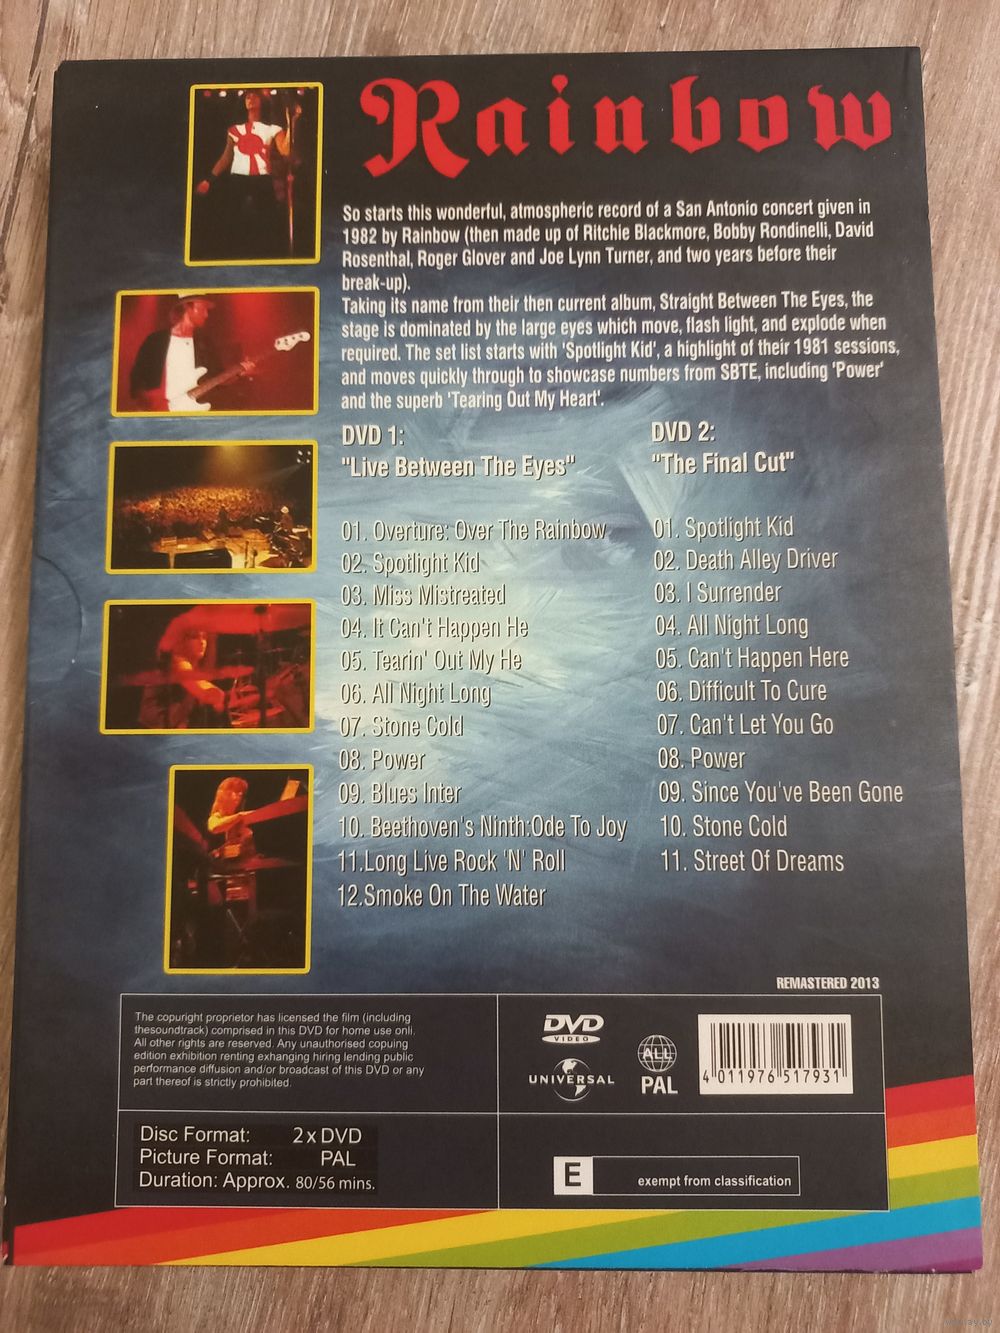 Rainbow
So starts this wonderful, atmospheric record of a San Antonio concert given in
1982 by Rainbow (then made up of Ritchie Blackmore, Bobby Rondinelli, David
Rosenthal, Roger Glover and Joe Lynn Turner, and two years before their
break-up).
Taking its name from their then current album, Straight Between The Eyes, the
stage is dominated by the large eyes which move, flash light, and explode when
required. The set list starts with 'Spotlight Kid', a highlight of their 1981 sessions,
and moves quickly through to showcase numbers from SBTE, including 'Power'
and the superb 'Tearing Out My Heart'.
DVD 1:
"Live Between The Eyes"
01. Overture: Over The Rainbow
02. Spotlight Kid
03. Miss Mistreated
04. It Can't Happen He
05. Tearin' Out My He
06. All Night Long
07. Stone Cold
08. Power
09. Blues Inter
10. Beethoven's Ninth:Ode To Joy
11.Long Live Rock 'N' Roll
12.Smoke On The Water
DVD 2:
"The Final Cut"
01. Spotlight Kid
02. Death Alley Driver
03. I Surrender
04. All Night Long
05. Can't Happen Here
06. Difficult To Cure
07. Can't Let You Go
08. Power
09. Since You've Been Gone
10. Stone Cold
11. Street Of Dreams
REMASTERED 2013
The copyright proprietor has licensed the film (including
thesoundtrack) comprised in this DVD for home use onli.
All other rights are reserved. Any unauthorised copuing
edition exhibition renting exhanging hiring lending public
performance diffusion and/or broadcast of this DVD or any
part thereof is strictly prohibited.
DVD
VIDEO
UNIVERSAL
ALL
PAL
4 011976 517931
Disc Format: 2 x DVD
Picture Format: PAL
Duration: Approx. 80/56 mins.
E
exempt from classification